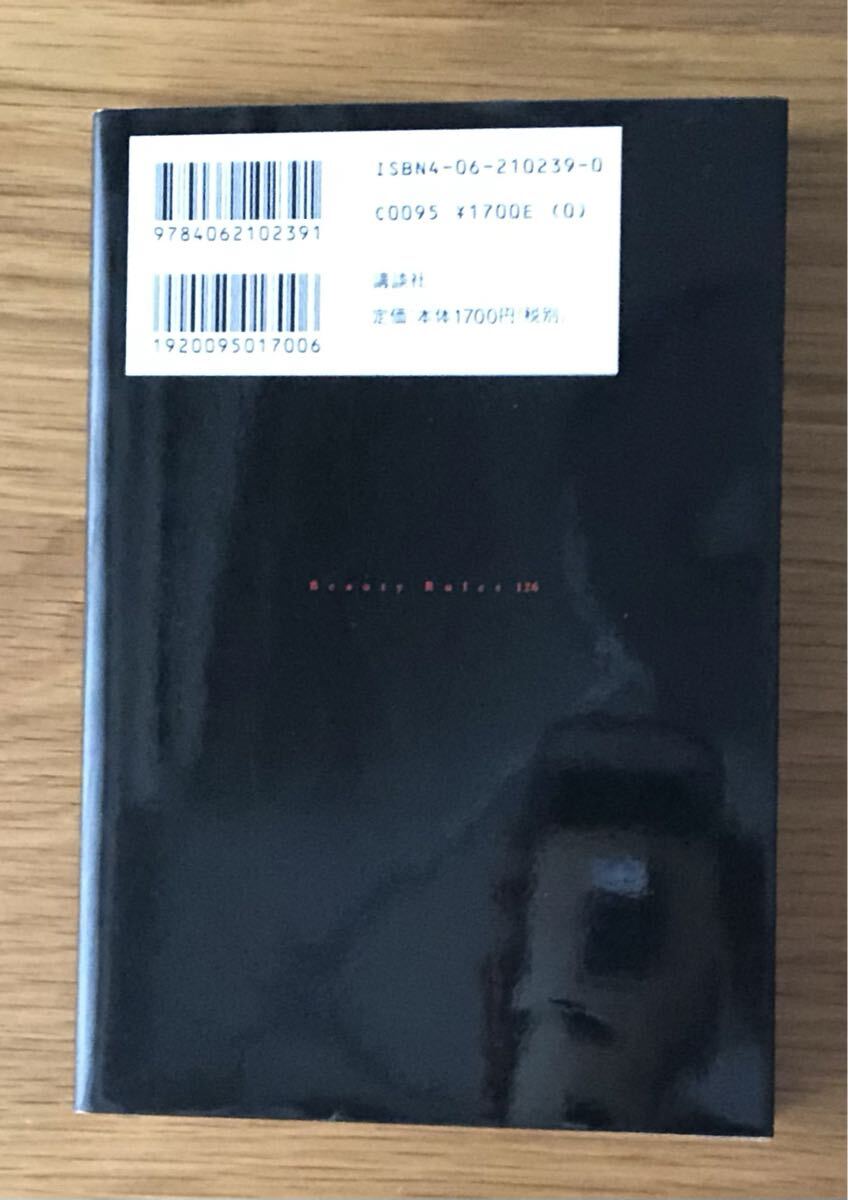 ISBN4-06-210239-0
C0095 ¥1700E (0)
9784062102391
講談社
定価 本体1700円(税別)
1920095017006
Beauty Rules 126